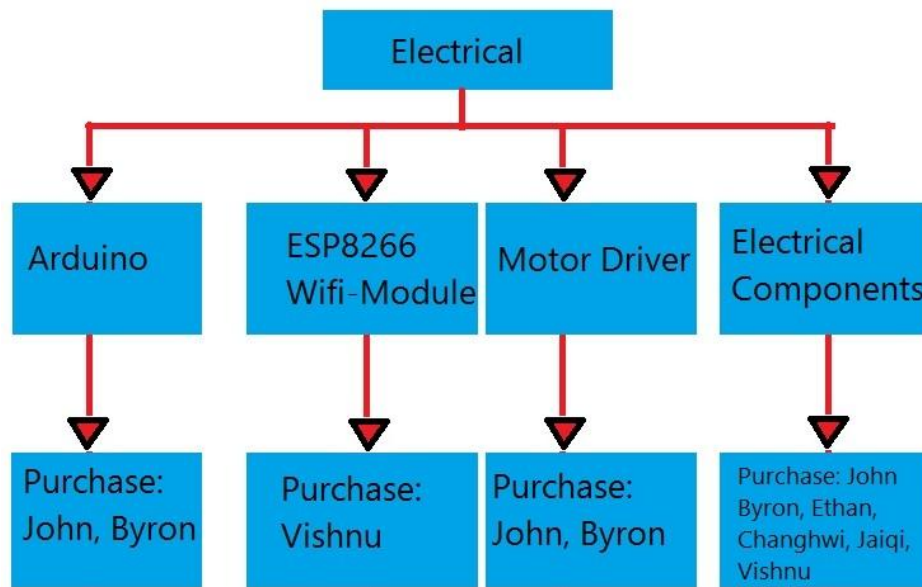 Electrical
Arduino
ESP8266
Wifi-Module
Motor Driver
Electrical
Components
Purchase:
John, Byron
Purchase:
Vishnu
Purchase:
John, Byron
Purchase: John
Byron, Ethan,
Changhwi, Jaiqi,
Vishnu